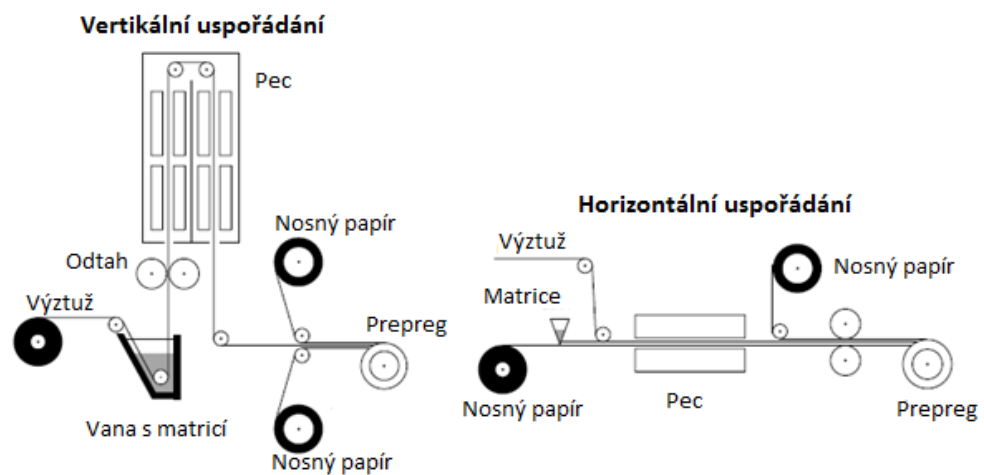 Vertikální uspořádání
Pec
Nosný papír
Odtah
Výztuž
Prepreg
Vana s matricí
Nosný papír
Horizontální uspořádání
Výztuž
Nosný papír
Matrice
Nosný papír
Pec
Prepreg